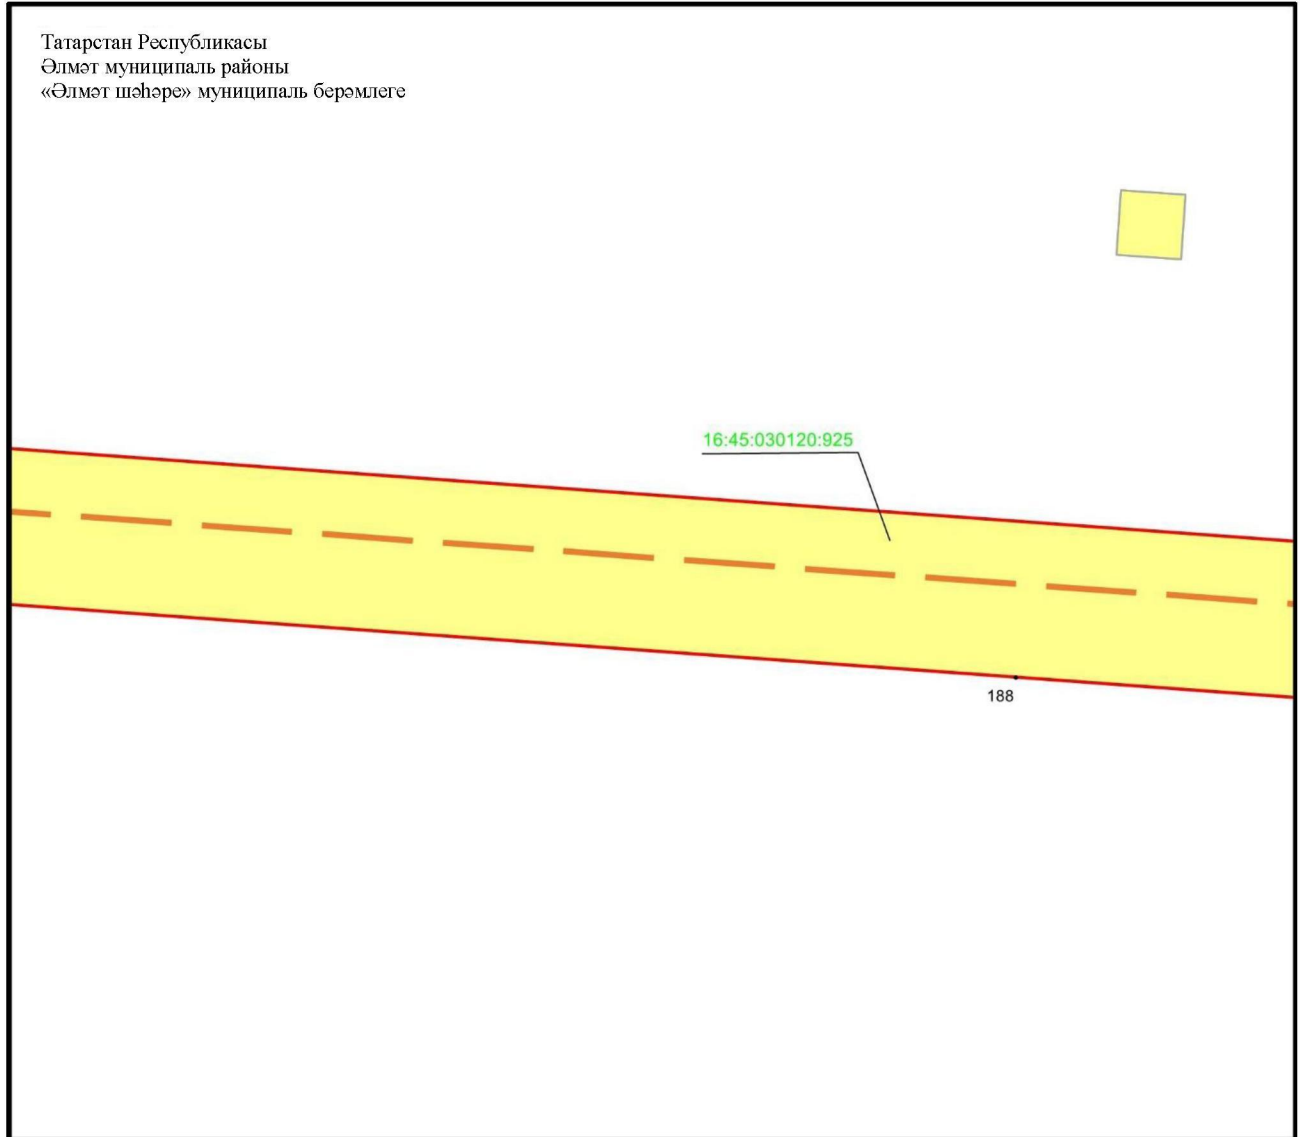 Татарстан Республикасы
Әлмәт муниципаль районы
«Әлмәт шәһәре» муниципаль берәмлеге
16:45:030120:925
188